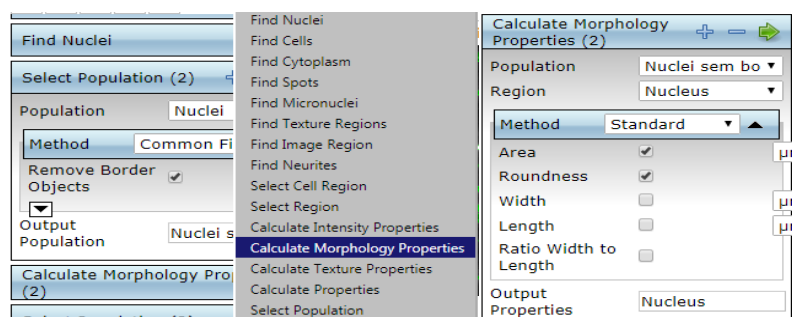 Find Nuclei
Select Population (2)
Population
Nuclei
Method
Common Fi
Remove Border
Objects
Output
Population
Nuclei s
Calculate Morphology Prop
(2)
Find Nuclei
Find Cells
Find Cytoplasm
Find Spots
Find Micronuclei
Find Texture Regions
Find Image Region
Find Neurites
Select Cell Region
Select Region
Calculate Intensity Properties
Calculate Morphology Properties
Calculate Texture Properties
Calculate Properties
Select Population
Calculate Morphology
Properties (2)
Population
Nuclei sem bo
Region
Nucleus
Method
Standard
Area
µ
Roundness
Width
µ
Length
µ
Ratio Width to
Length
Output
Properties
Nucleus